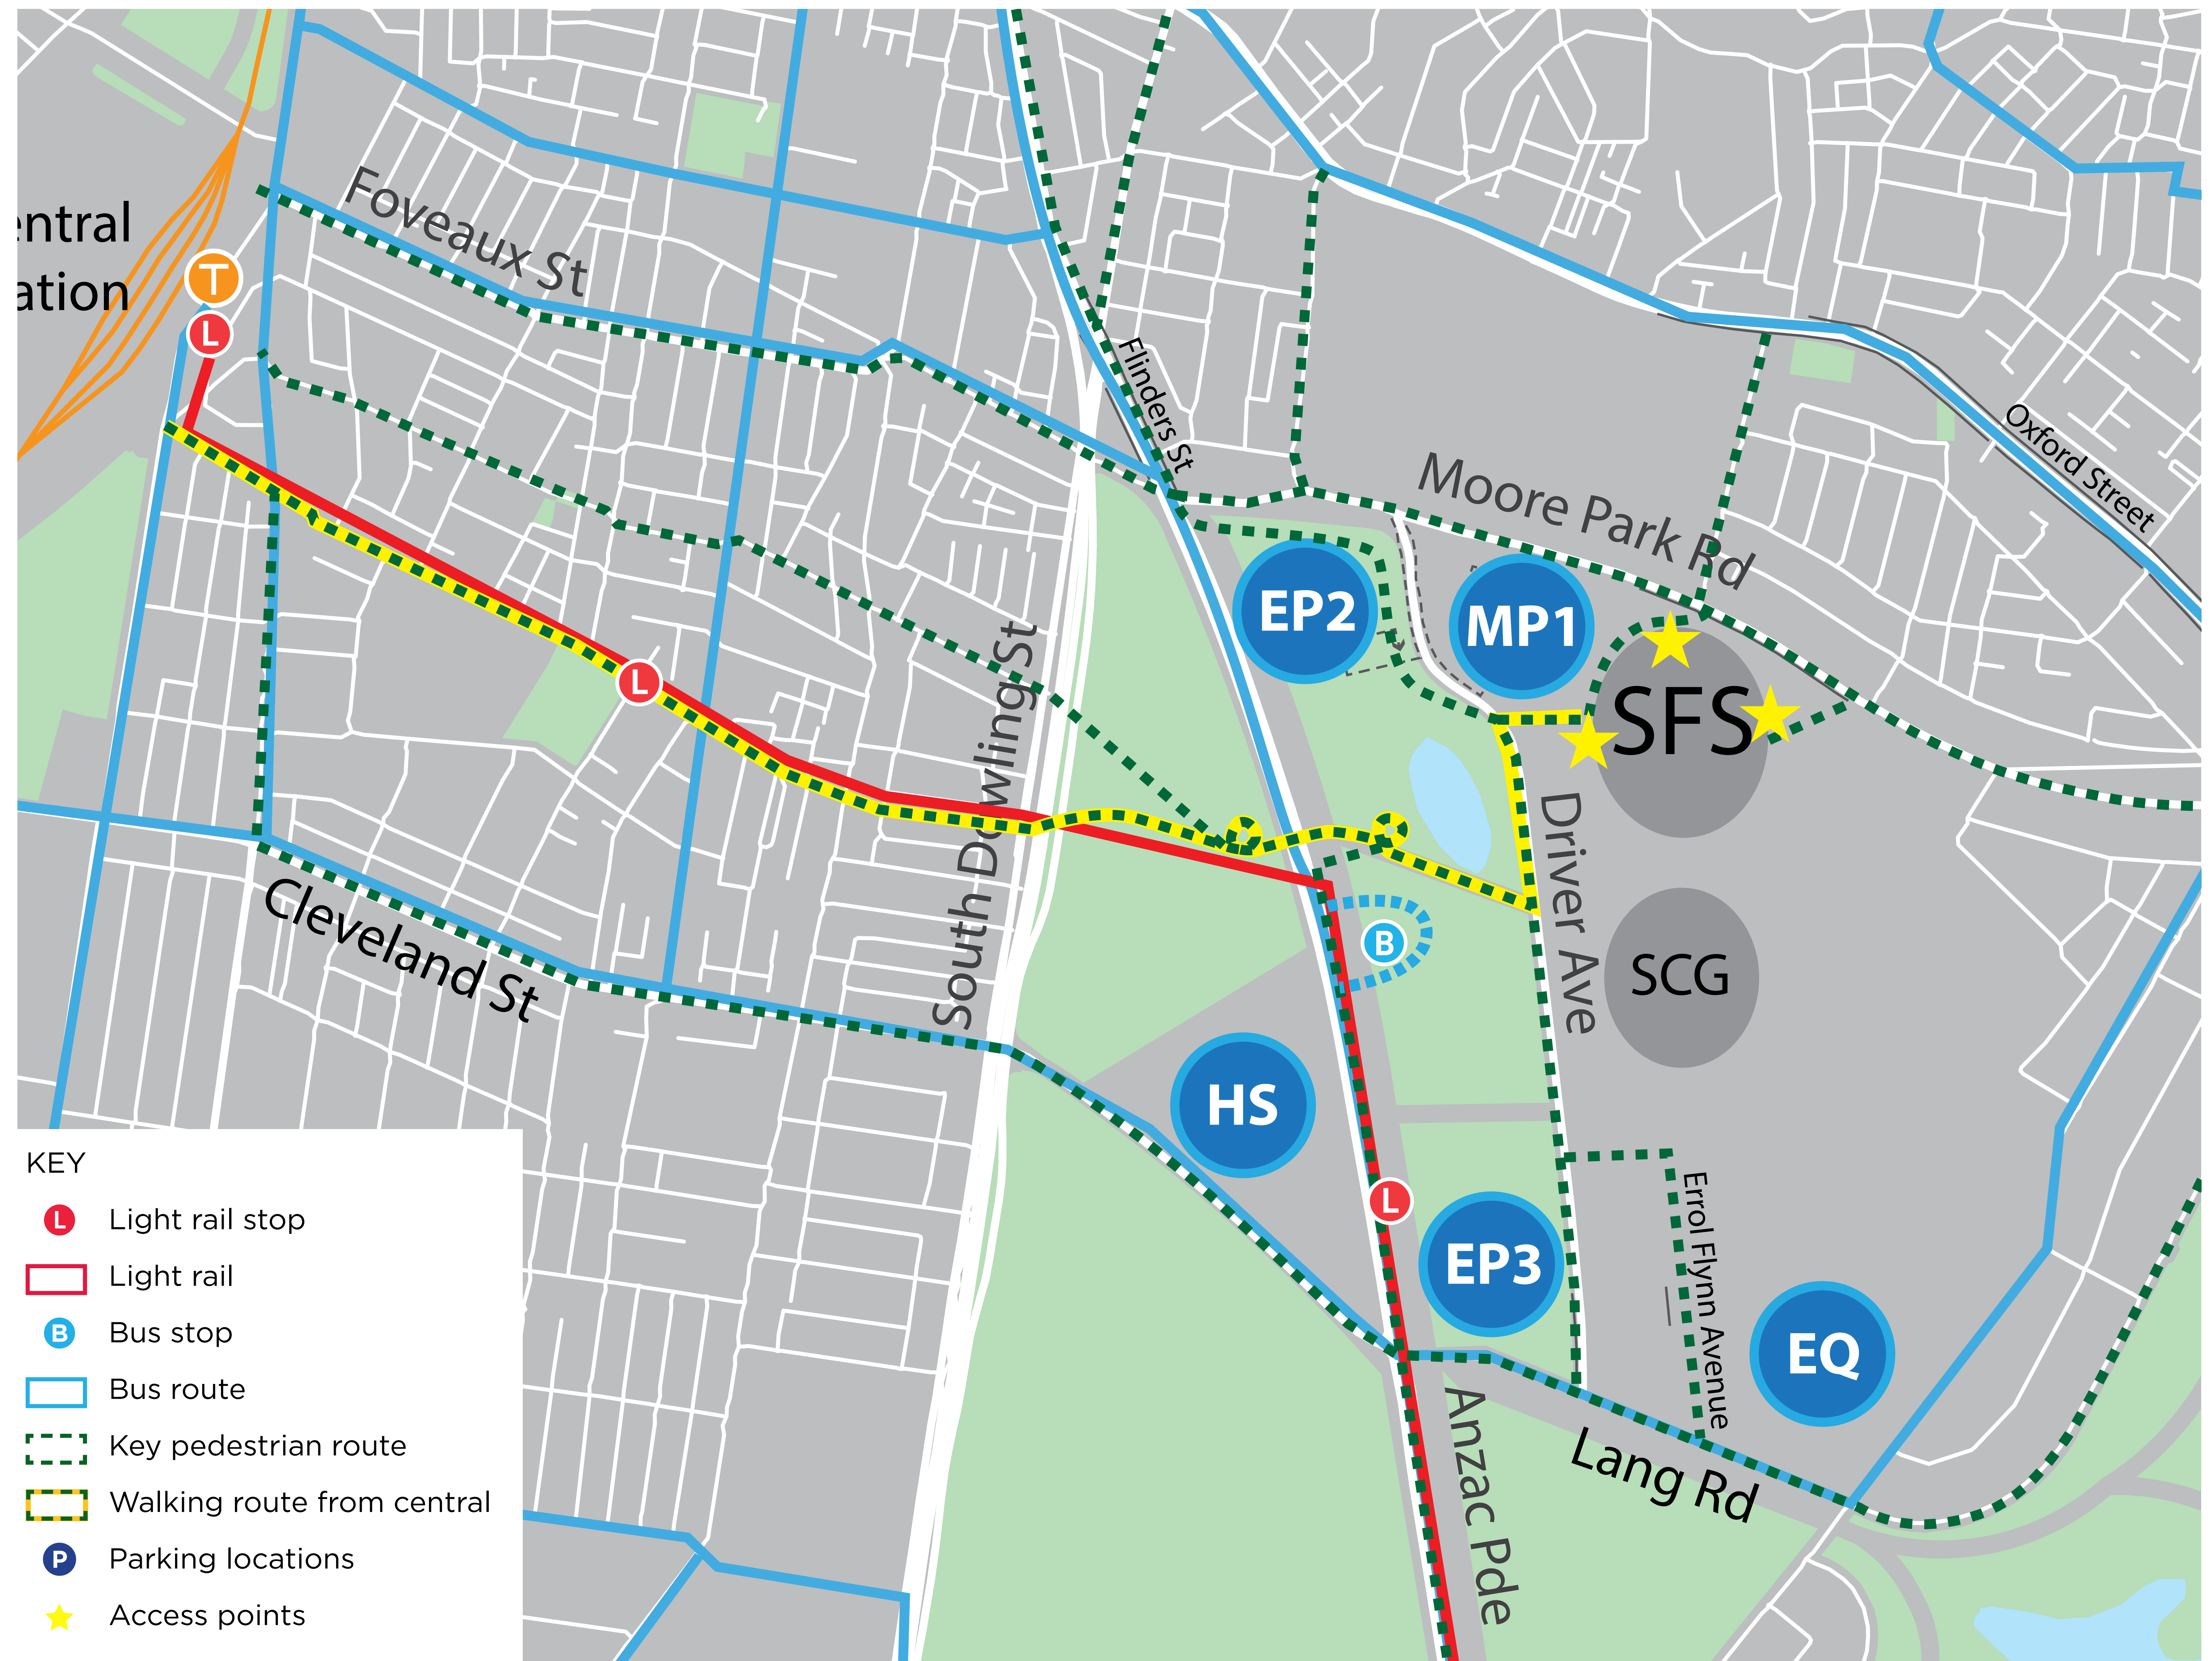 entral
ation
T
L
Foveaux St
Flinders St
Oxford Street
Moore Park Rd
EP2
MP1
SFS
L
South Dowling St
Driver Ave
Cleveland St
B
SCG
HS
L
EP3
Errol Flynn Avenue
EQ
Lang Rd
Anzac Pde
KEY
L Light rail stop
Light rail
B Bus stop
Bus route
Key pedestrian route
Walking route from central
P Parking locations
Access points